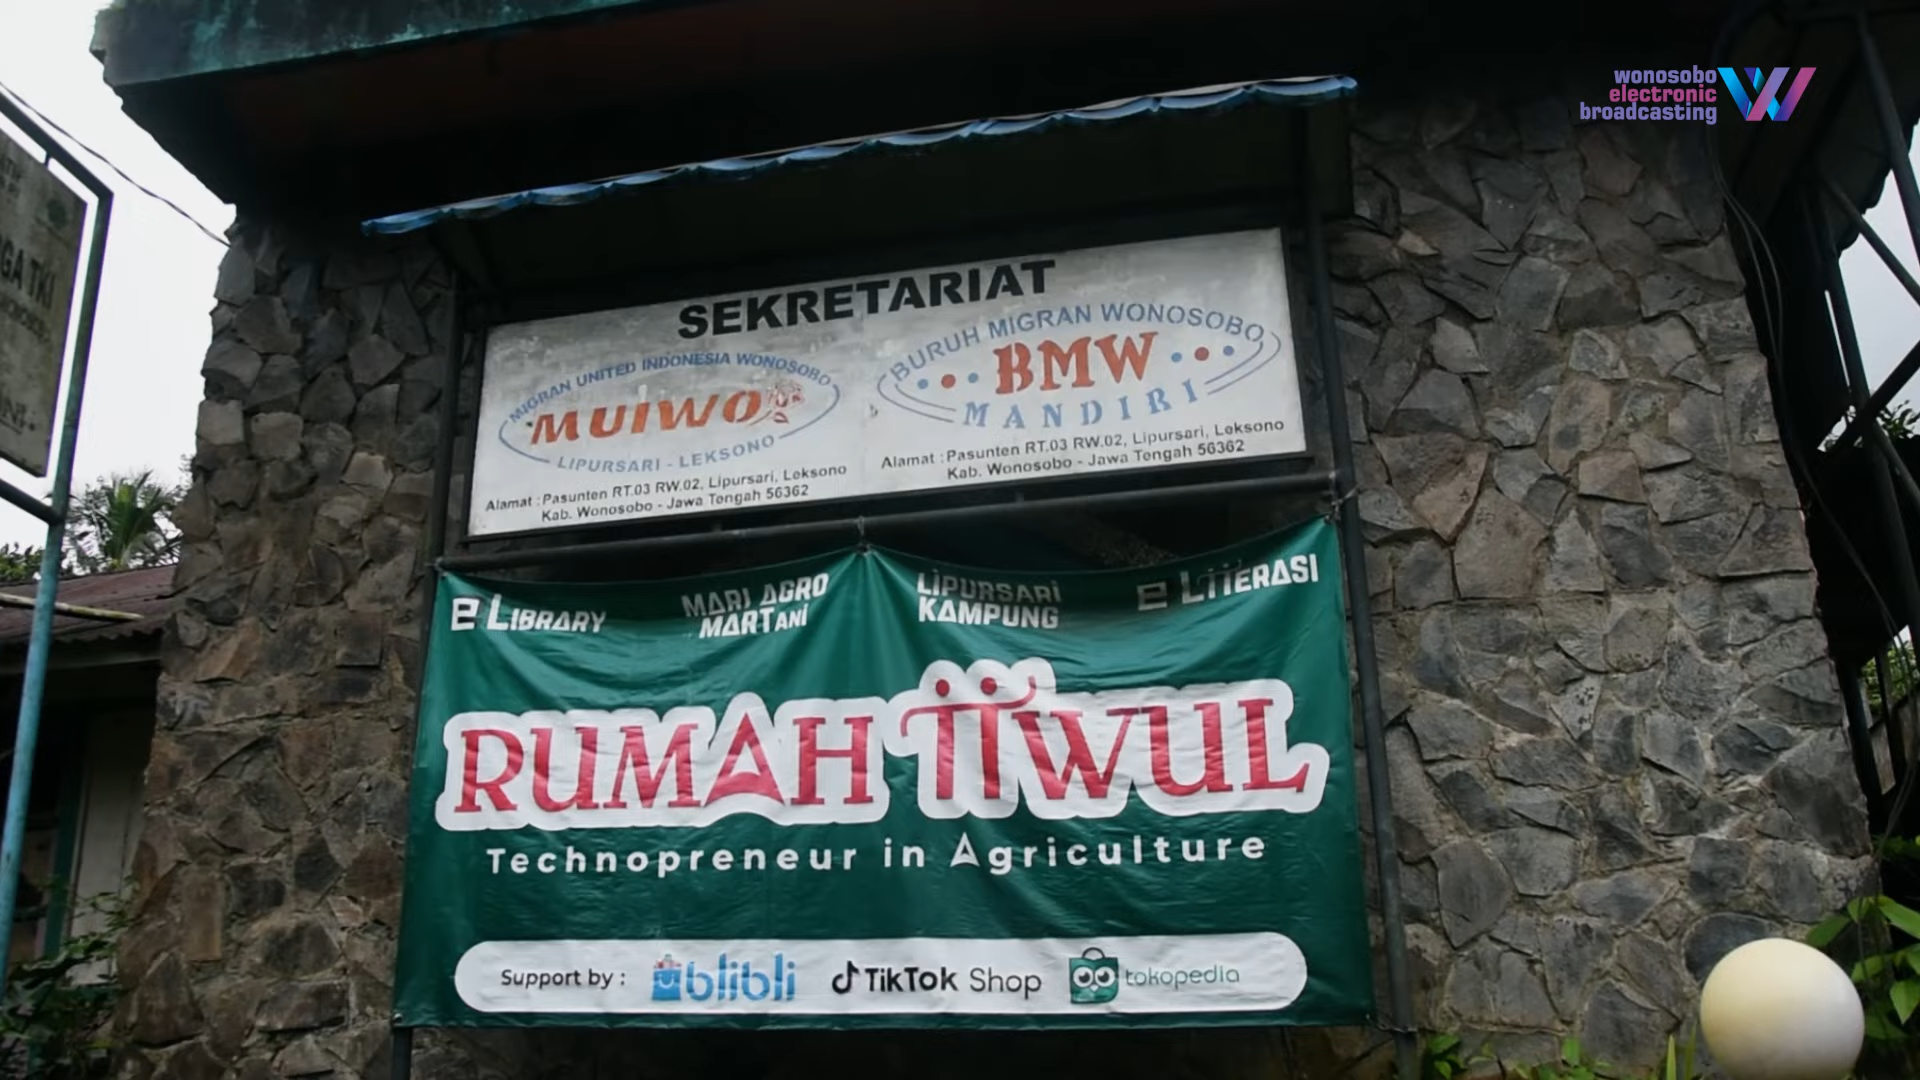 wonosobo
electronic
broadcasting
GA TKI
SEKRETARIAT
MIGRAN UNITED INDONESIA WONOSOBO
MUIWO
LIPURSARI - LEKSONO
Alamat : Pasunten RT.03 RW.02, Lipursari, Leksono
Kab. Wonosobo - Jawa Tengah 56362
BURUH MIGRAN WONOSOBO
BMW
MANDIRI
Alamat : Pasunten RT.03 RW.02, Lipursari, Leksono
Kab. Wonosobo - Jawa Tengah 56362
e LIBRARY
MARI AGRO
MARTANI
LIPURSARI
KAMPUNG
e LITERASI
RUMAH TIWUL
Technopreneur in Agriculture
Support by :
blibli
TikTok Shop
tokopedia